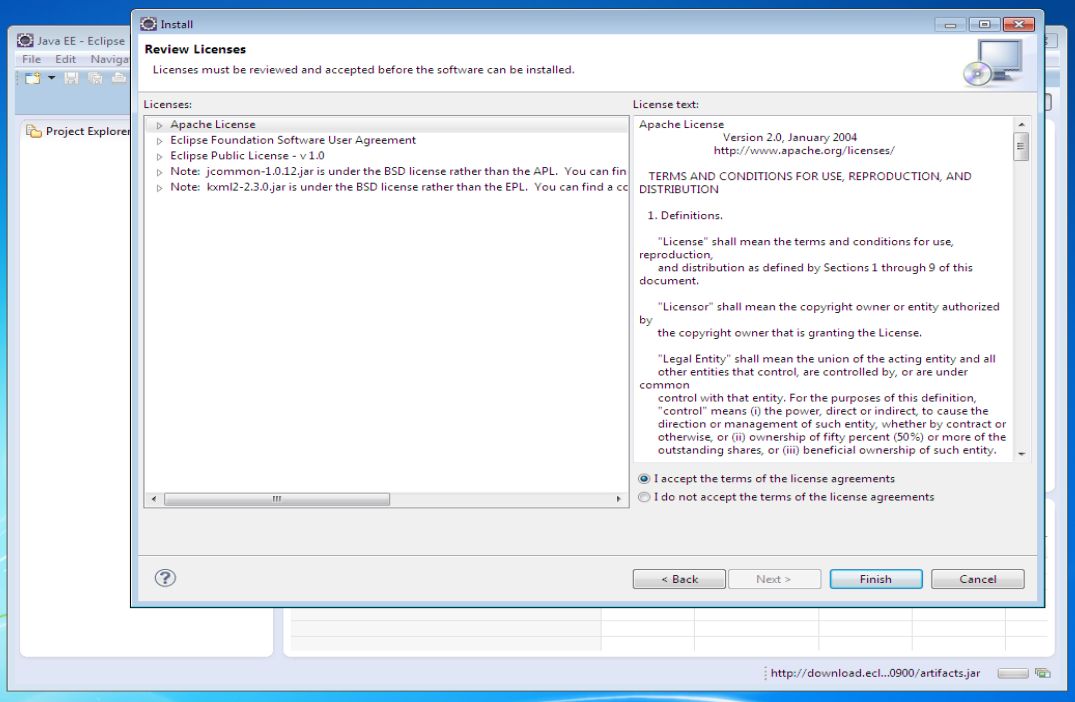 Install
Java EE - Eclipse
File Edit
Review Licenses
Licenses must be reviewed and accepted before the software can be installed.
Project Explorer
Licenses:
Apache License
Eclipse Foundation Software User Agreement
Eclipse Public License - v 1.0
Note: jcommon-1.0.12.jar is under the BSD license rather than the APL. You can fin
Note: kxml2-2.3.0.jar is under the BSD license rather than the EPL. You can find a cc
License text:
Apache License
Version 2.0, January 2004
http://www.apache.org/licenses/
TERMS AND CONDITIONS FOR USE, REPRODUCTION, AND
DISTRIBUTION
1. Definitions.
"License" shall mean the terms and conditions for use,
reproduction,
and distribution as defined by Sections 1 through 9 of this
document.
"Licensor" shall mean the copyright owner or entity authorized
by
the copyright owner that is granting the License.
"Legal Entity" shall mean the union of the acting entity and all
other entities that control, are controlled by, or are under
common
control with that entity. For the purposes of this definition,
"control" means (i) the power, direct or indirect, to cause the
direction or management of such entity, whether by contract or
otherwise, or (ii) ownership of fifty percent (50%) or more of the
outstanding shares, or (iii) beneficial ownership of such entity.
I accept the terms of the license agreements
I do not accept the terms of the license agreements
?
< Back Next > Finish Cancel
http://download.ecl...0900/artifacts.jar